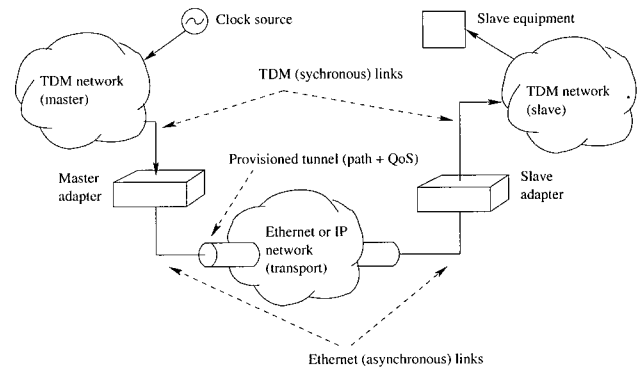 Clock source
Slave equipment
TDM network
(master)
TDM (sychronous) links
TDM network
(slave)
Provisioned tunnel (path + QoS)
Master
adapter
Slave
adapter
Ethernet or IP
network
(transport)
Ethernet (asynchronous) links